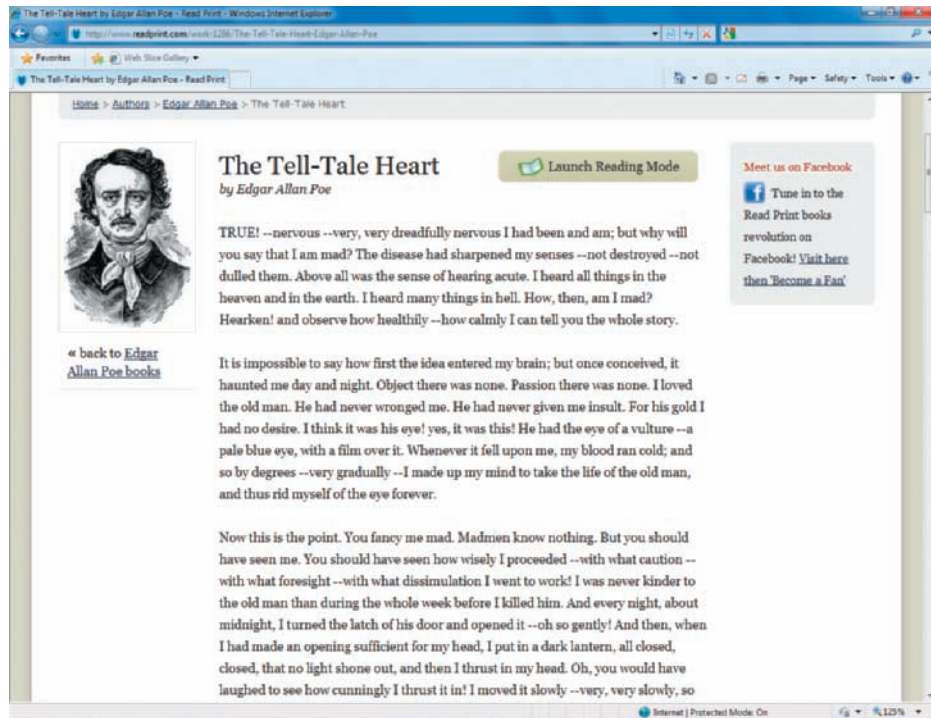 The Tell-Tale Heart by Edgar Allan Poe - Read Print - Windows Internet Explorer
http://www.readprint.com/work-1286/The-Tell-Tale-Heart-Edgar-Allan-Poe
Favorites Web Slice Gallery
The Tell-Tale Heart by Edgar Allan Poe - Read Print
Page Safety Tools
Home > Authors > Edgar Allan Poe > The Tell-Tale Heart
The Tell-Tale Heart
by Edgar Allan Poe
Launch Reading Mode
TRUE! --nervous --very, very dreadfully nervous I had been and am; but why will
you say that I am mad? The disease had sharpened my senses --not destroyed --not
dulled them. Above all was the sense of hearing acute. I heard all things in the
heaven and in the earth. I heard many things in hell. How, then, am I mad?
Hearken! and observe how healthily --how calmly I can tell you the whole story.
It is impossible to say how first the idea entered my brain; but once conceived, it
haunted me day and night. Object there was none. Passion there was none. I loved
the old man. He had never wronged me. He had never given me insult. For his gold I
had no desire. I think it was his eye! yes, it was this! He had the eye of a vulture --a
pale blue eye, with a film over it. Whenever it fell upon me, my blood ran cold; and
so by degrees --very gradually --I made up my mind to take the life of the old man,
and thus rid myself of the eye forever.
Now this is the point. You fancy me mad. Madmen know nothing. But you should
have seen me. You should have seen how wisely I proceeded --with what caution --
with what foresight --with what dissimulation I went to work! I was never kinder to
the old man than during the whole week before I killed him. And every night, about
midnight, I turned the latch of his door and opened it --oh so gently! And then, when
I had made an opening sufficient for my head, I put in a dark lantern, all closed,
closed, that no light shone out, and then I thrust in my head. Oh, you would have
laughed to see how cunningly I thrust it in! I moved it slowly --very, very slowly, so
« back to Edgar
Allan Poe books
Meet us on Facebook
Tune in to the
Read Print books
revolution on
Facebook! Visit here
then 'Become a Fan'
Internet | Protected Mode: On
125%